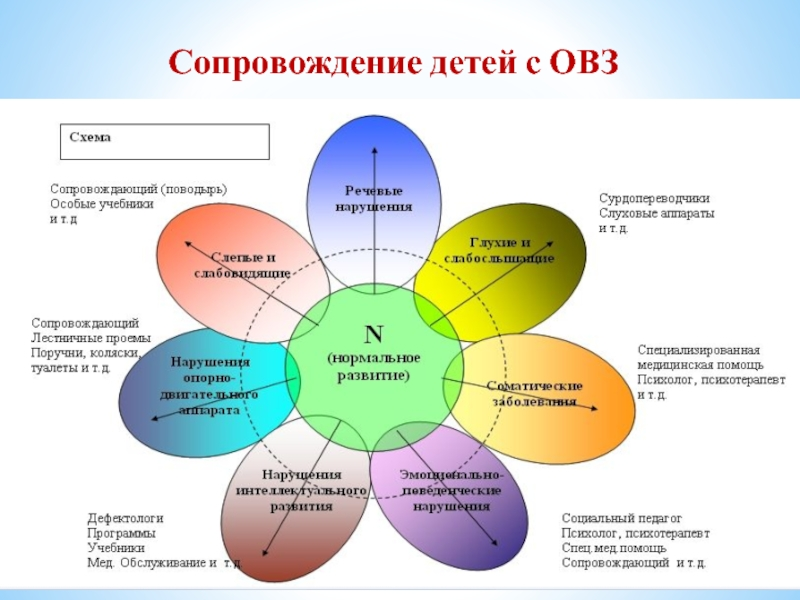 Сопровождение детей с ОВЗ
Схема
Сопровождающий (поводырь)
Особые учебники
и т.д
Речевые
нарушения
Сурдопереводчики
Слуховые аппараты
и т.д.
Слепые и
слабовидящие
Глухие и
слабослышащие
Сопровождающий
Лестничные проемы
Поручни, коляски,
туалеты и т.д.
N
(нормальное
развитие)
Нарушения
опорно-
двигательного
аппарата
Соматические
заболевания
Специализированная
медицинская помощь
Психолог, психотерапевт
и т.д.
Нарушения
интеллектуального
развития
Эмоционально-
поведенческие
нарушения
Дефектологи
Программы
Учебники
Мед. Обслуживание и т.д
Социальный педагог
Психолог, психотерапевт
Спец.мед.помощь
Сопровождающий и т.д.